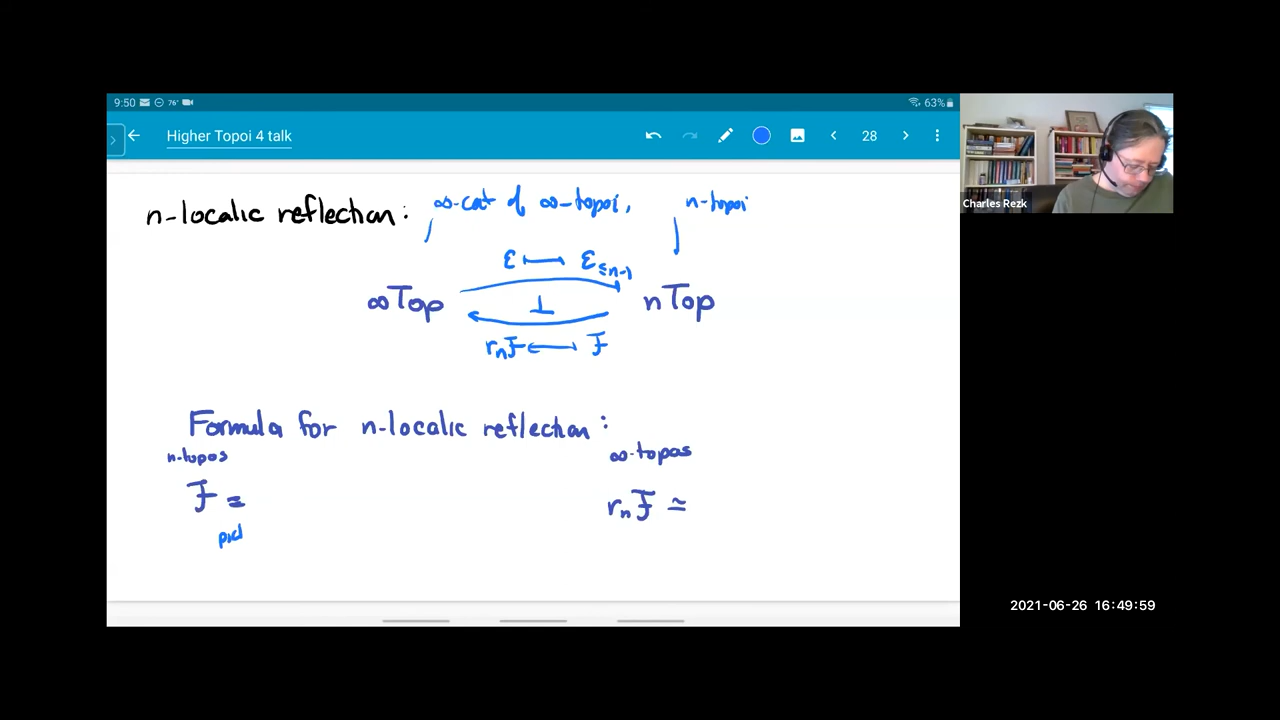 9:50 76° 63%
Higher Topoi 4 talk 28
Charles Rezk
n-localic reflection: ∞-cat of ∞-topoi, n-topoi
ℰ ↦ ℰ≤n-1
∞Top ⊥ nTop
rₙℱ ↤ ℱ
Formula for n-localic reflection:
n-topos ∞-topos
ℱ = rₙℱ ≃
pid
2021-06-26 16:49:59